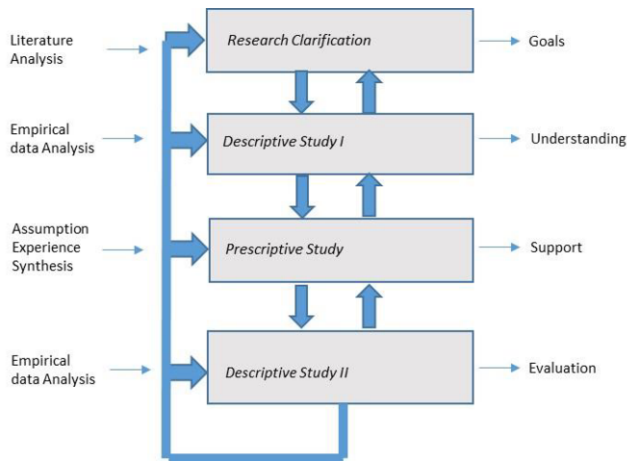 Literature
Analysis
Research Clarification
Goals
Empirical
data Analysis
Descriptive Study I
Understanding
Assumption
Experience
Synthesis
Prescriptive Study
Support
Empirical
data Analysis
Descriptive Study II
Evaluation